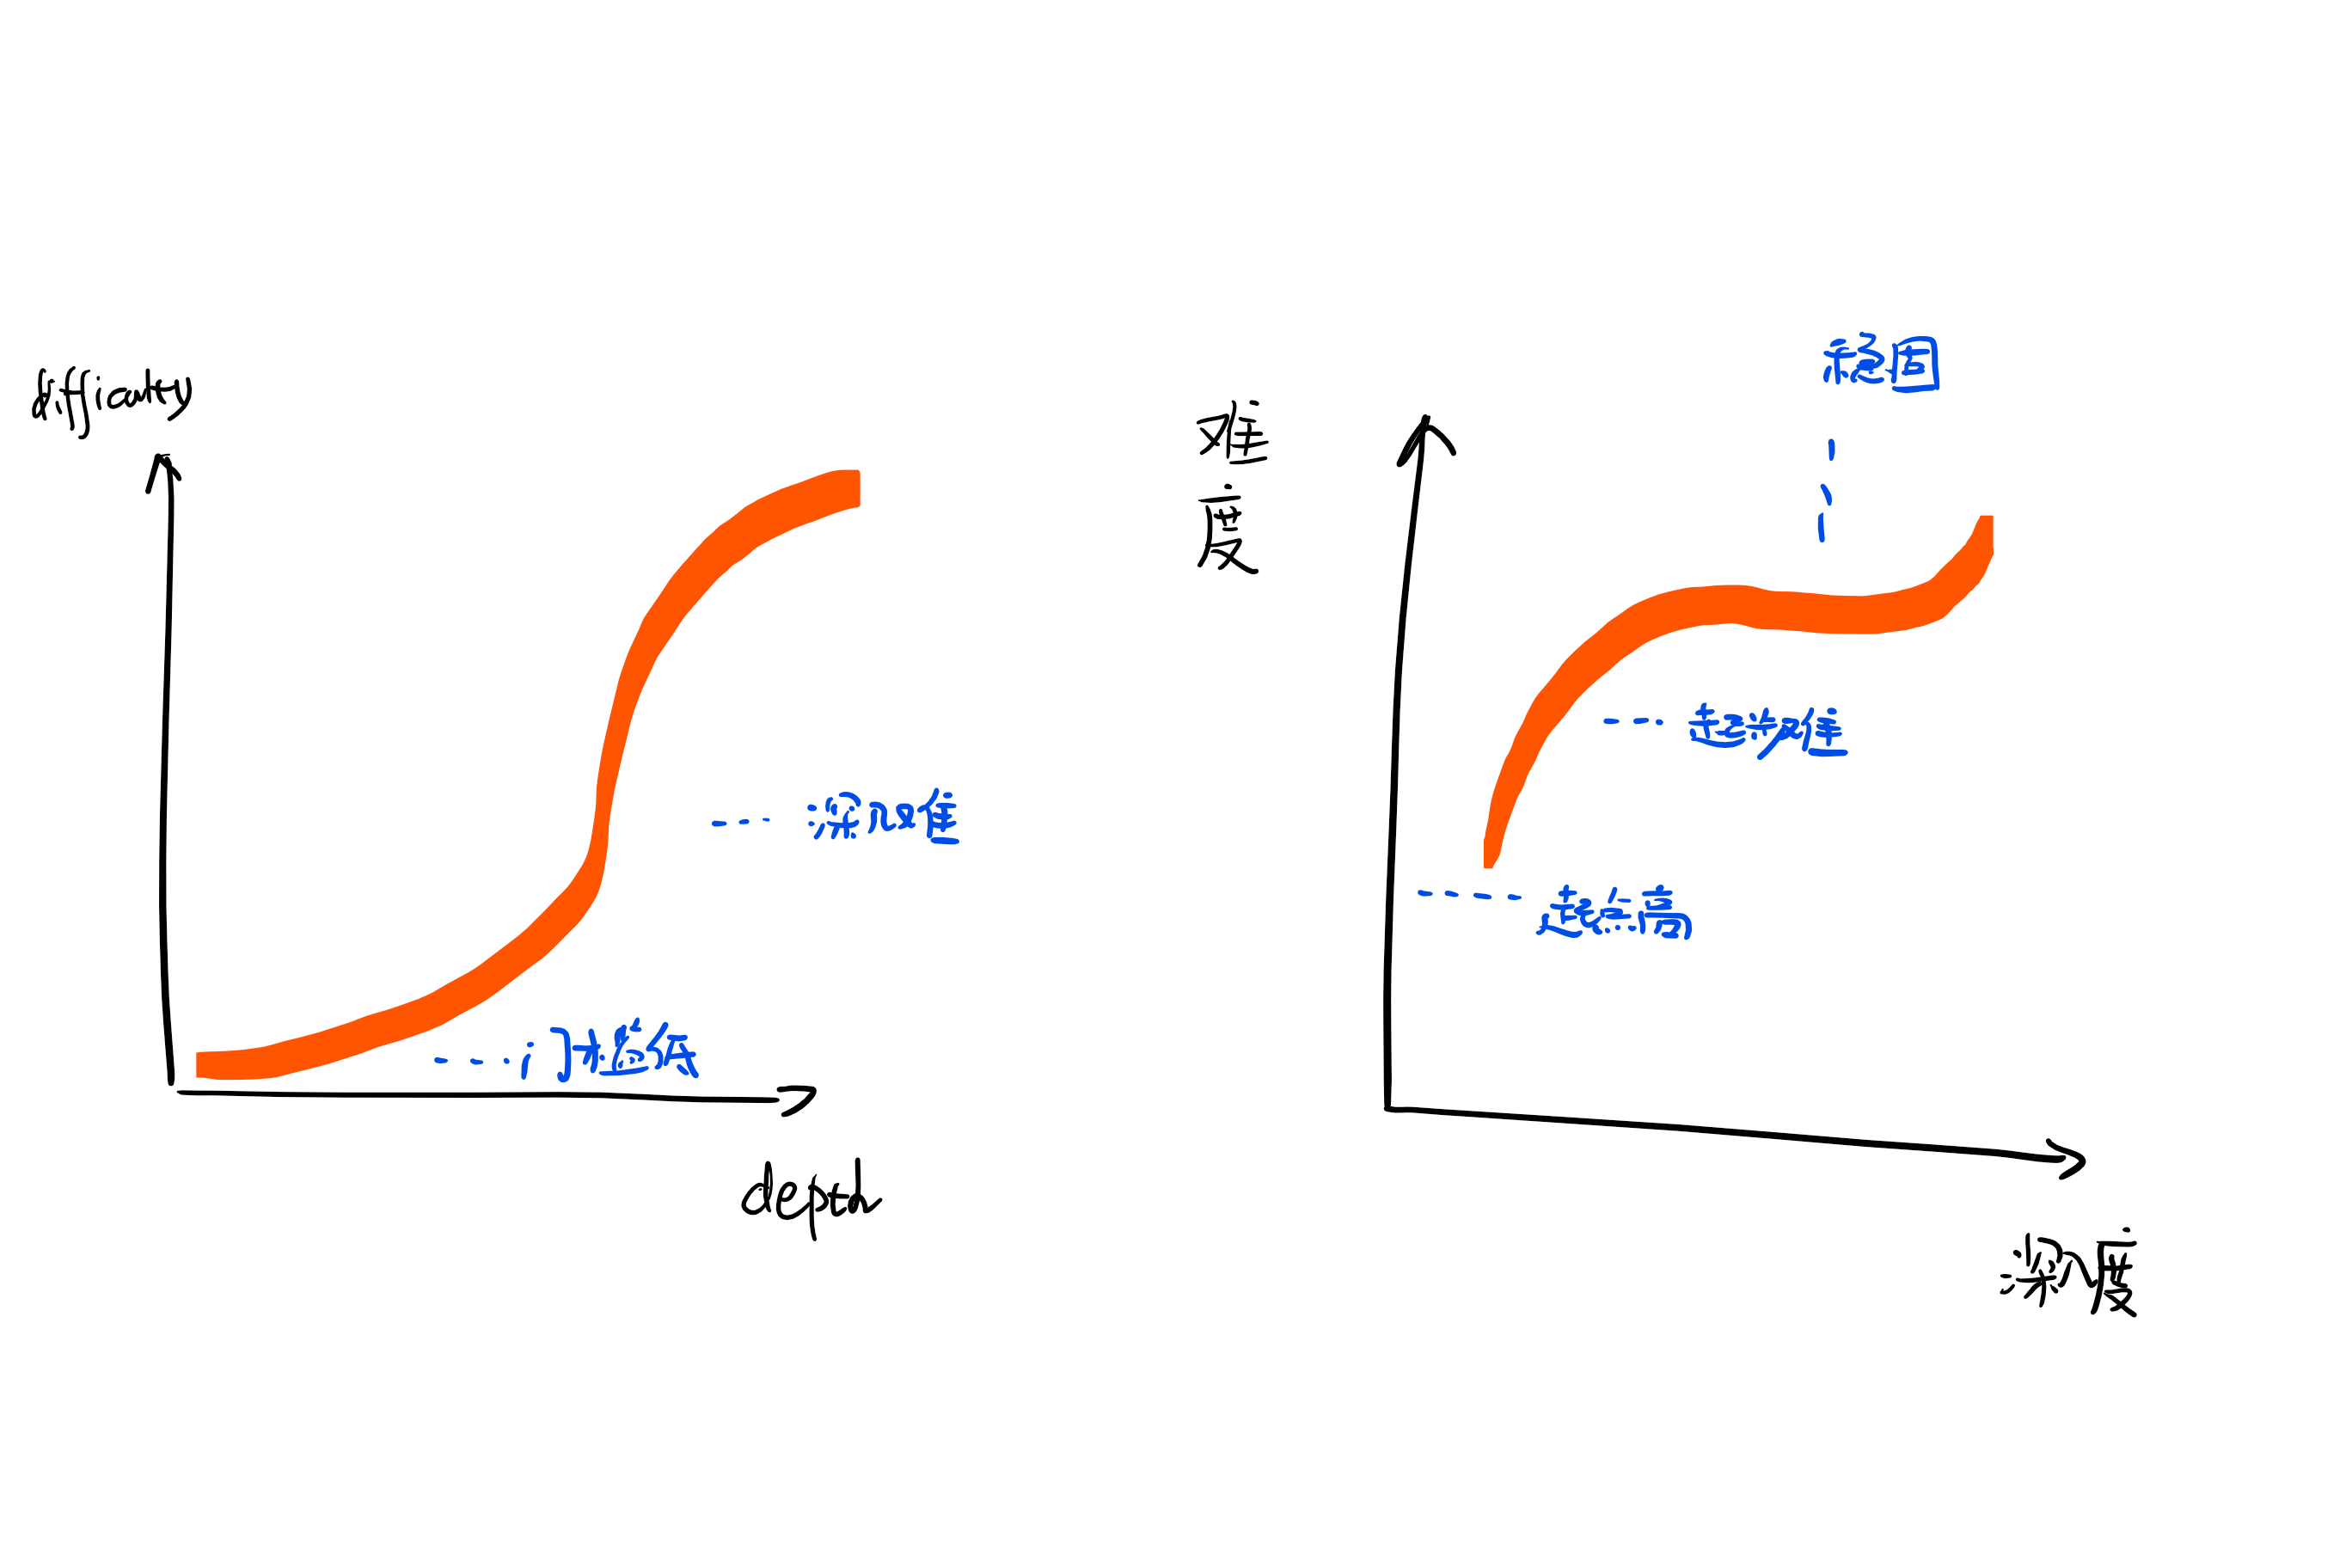 difficulty
深入难
门槛低
depth
难度
稳固
起步难
起点高
深度